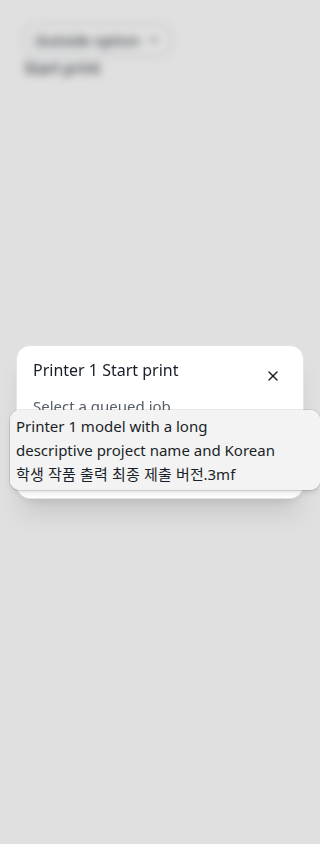 Outside option
Start print
Printer 1 Start print
Select a queued job
Printer 1 model with a long
descriptive project name and Korean
학생 작품 출력 최종 제출 버전.3mf